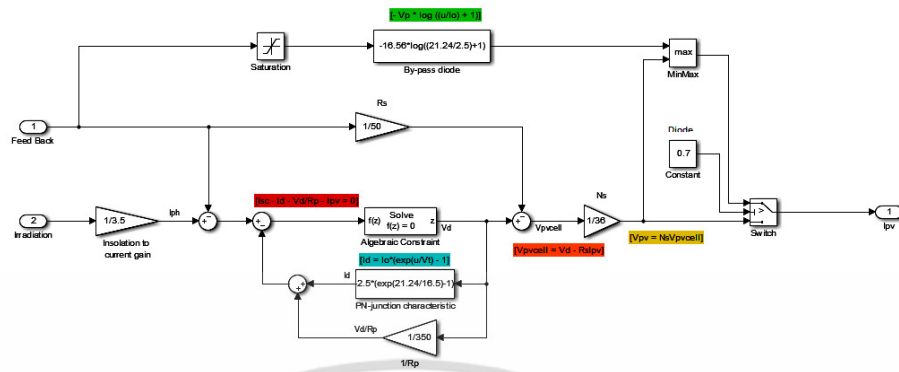 [- Vp * log ((u/Io) + 1)]
-16.56*log((21.24/2.5)+1)
By-pass diode
Saturation
max
MinMax
Rs
1
Feed Back
1/50
Diode
0.7
Constant
Ns
[Isc - Id - Vd/Rp - Ipv = 0]
Solve
f(z)
f(z) = 0
z
Algebraic Constraint
Vd
2
Irradiation
1/3.5
Insolation to
current gain
Iph
Vpvcell
1/36
>
Switch
1
Ipv
[Vpvcell = Vd - RsIpv]
[Vpv = NsVpvcell]
[Id = Io*(exp(u/Vt) - 1]
Id
2.5*(exp(21.24/16.5)-1)
PN-junction characteristic
Vd/Rp
1/350
1/Rp